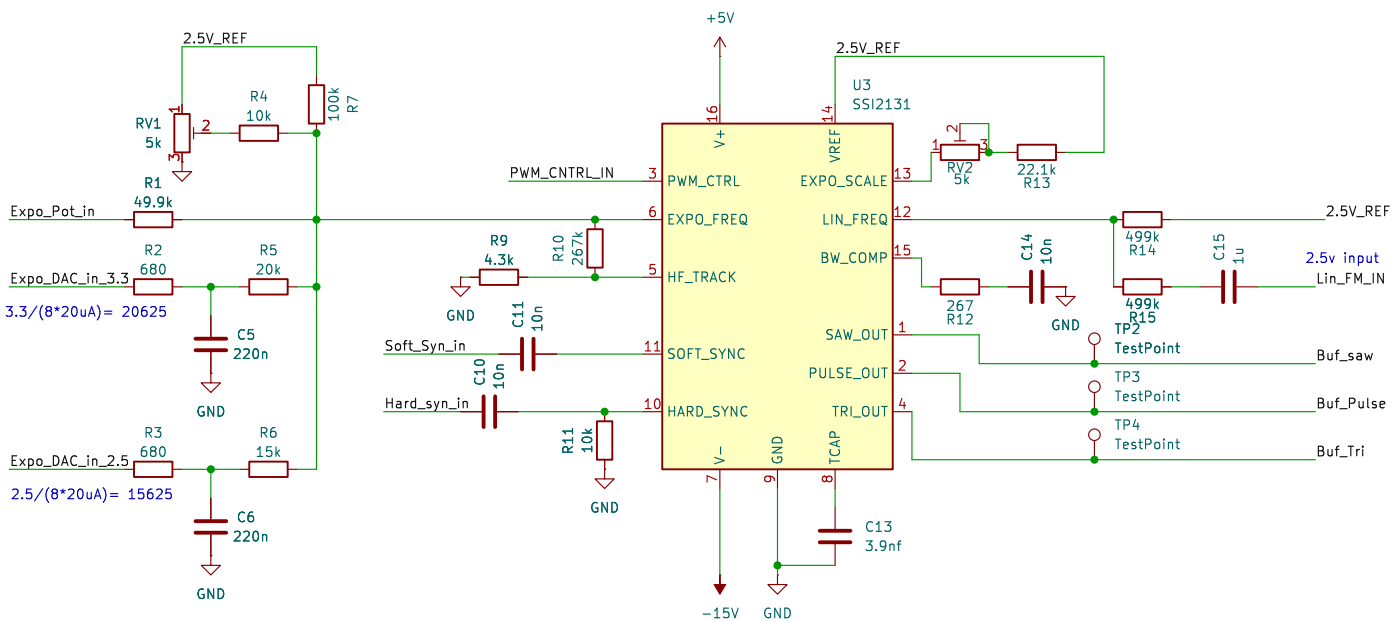 +5V
2.5V_REF
2.5V_REF
U3
SSI2131
R4
10k
100k
R7
RV1
5k
1
2
3
16
V+
14
VREF
2
1
3
RV2
5k
22.1k
R13
PWM_CNTRL_IN
3
PWM_CTRL
EXPO_SCALE
13
R1
49.9k
Expo_Pot_in
6
EXPO_FREQ
LIN_FREQ
12
2.5V_REF
499k
R14
R10
267k
R9
4.3k
5
HF_TRACK
BW_COMP
15
C14
10n
C15
1u
2.5v input
Lin_FM_IN
R2
680
R5
20k
Expo_DAC_in_3.3
3.3/(8*20uA)= 20625
GND
267
R12
GND
499k
R15
C5
220n
GND
C11
10n
Soft_Syn_in
11
SOFT_SYNC
SAW_OUT
1
TP2
TestPoint
Buf_saw
PULSE_OUT
2
TP3
TestPoint
Buf_Pulse
C10
10n
Hard_syn_in
10
HARD_SYNC
TRI_OUT
4
TP4
TestPoint
Buf_Tri
R11
10k
GND
R3
680
R6
15k
Expo_DAC_in_2.5
2.5/(8*20uA)= 15625
V-
7
GND
9
TCAP
8
C6
220n
GND
C13
3.9nf
-15V
GND